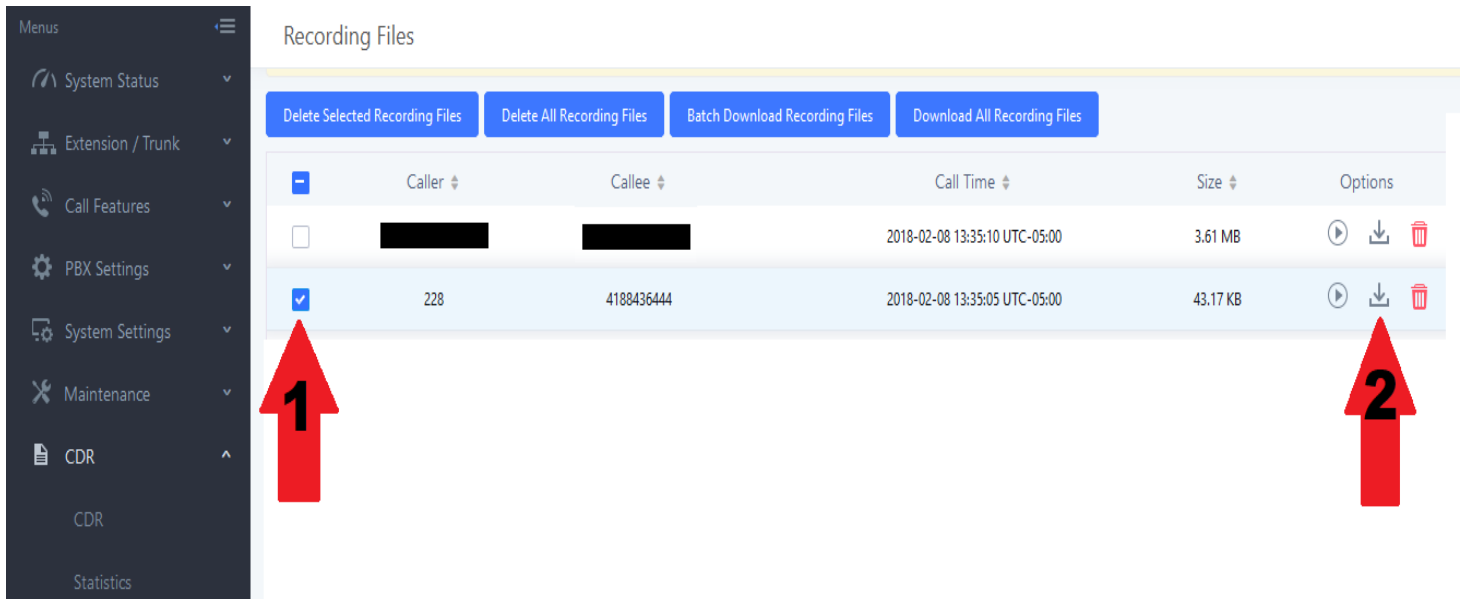 Menus
System Status
Extension / Trunk
Call Features
PBX Settings
System Settings
Maintenance
CDR
CDR
Statistics
Recording Files
Delete Selected Recording Files Delete All Recording Files Batch Download Recording Files Download All Recording Files
Caller Callee Call Time Size Options
2018-02-08 13:35:10 UTC-05:00 3.61 MB
228 4188436444 2018-02-08 13:35:05 UTC-05:00 43.17 KB
1 2